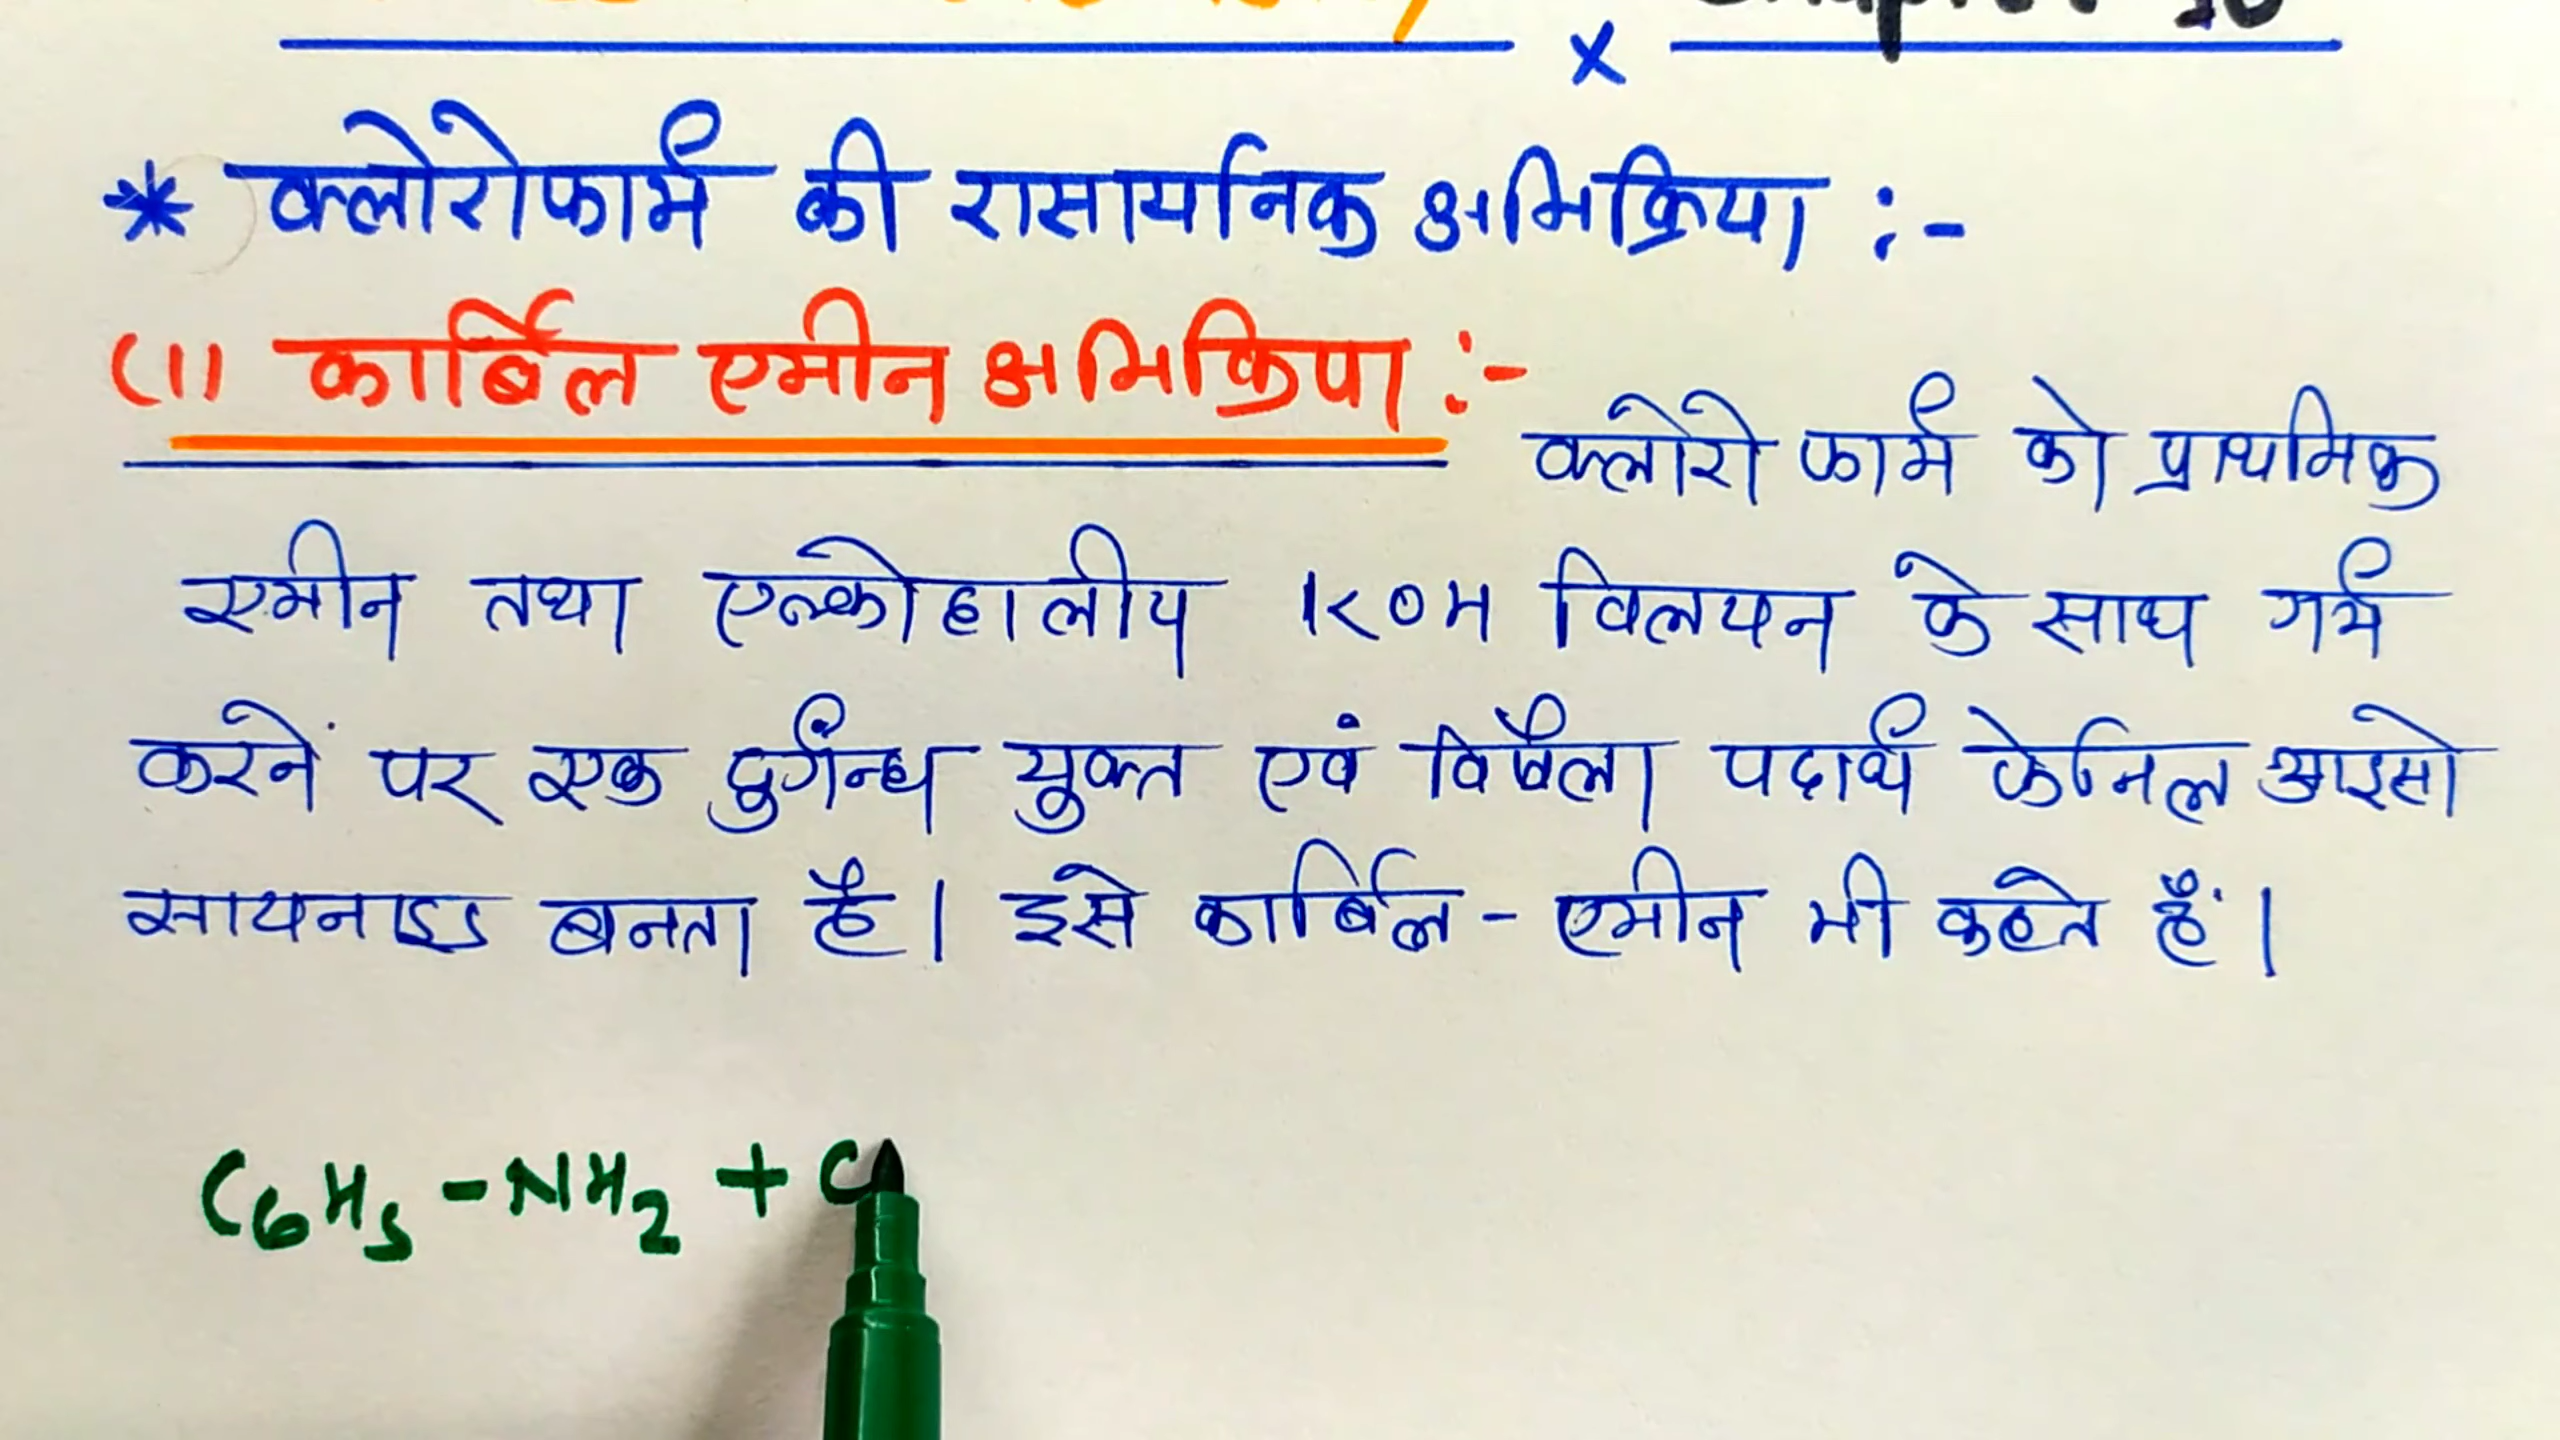 x
* क्लोरोफार्म की रासायनिक अभिक्रिया :-
(1) कार्बिल एमीन अभिक्रिया :-
क्लोरो फार्म को प्राथमिक
एमीन तथा एल्कोहालीय KOH विलयन के साथ गर्म
करनें पर एक दुर्गंन्ध युक्त एवं विषैला पदार्थ फेनिल आइसो
सायनाइड बनता है। इसे कार्बिल - एमीन भी कहते हैं।
C6H5 - NH2 + C